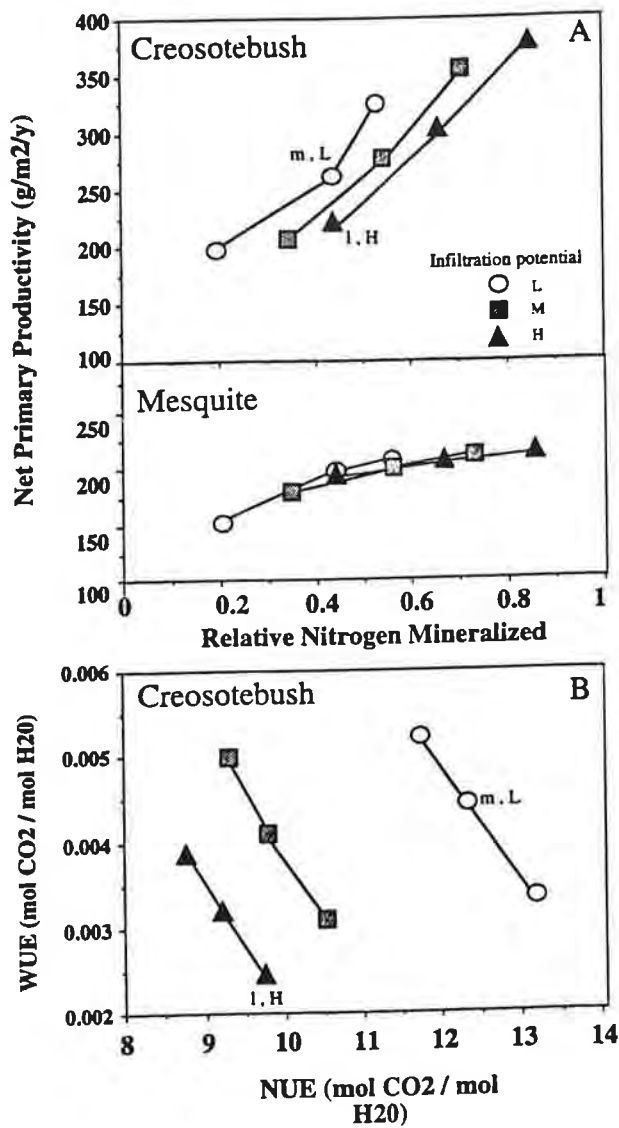 400
350
300
250
200
150
100
Creosotebush
A
m, L
l, H
Infiltration potential
L
M
H
Net Primary Productivity (g/m2/y)
Mesquite
250
200
150
100
0
0.2
0.4
0.6
0.8
1
Relative Nitrogen Mineralized
0.006
0.005
0.004
0.003
0.002
Creosotebush
B
m, L
l, H
WUE (mol CO2 / mol H20)
8
9
10
11
12
13
14
NUE (mol CO2 / mol
H20)